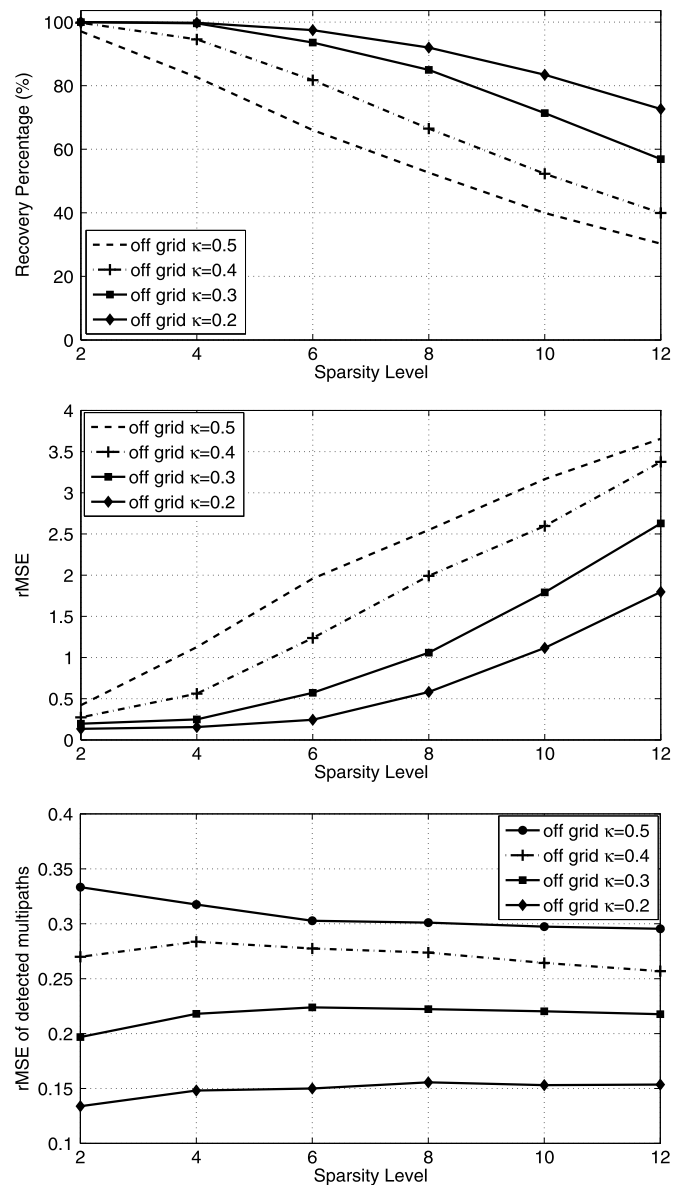 100
80
60
40
20
0
Recovery Percentage (%)
off grid κ=0.5
off grid κ=0.4
off grid κ=0.3
off grid κ=0.2
2 4 6 8 10 12
Sparsity Level
4
3.5
3
2.5
2
1.5
1
0.5
0
rMSE
off grid κ=0.5
off grid κ=0.4
off grid κ=0.3
off grid κ=0.2
2 4 6 8 10 12
Sparsity Level
0.4
0.35
0.3
0.25
0.2
0.15
0.1
rMSE of detected multipaths
off grid κ=0.5
off grid κ=0.4
off grid κ=0.3
off grid κ=0.2
2 4 6 8 10 12
Sparsity Level